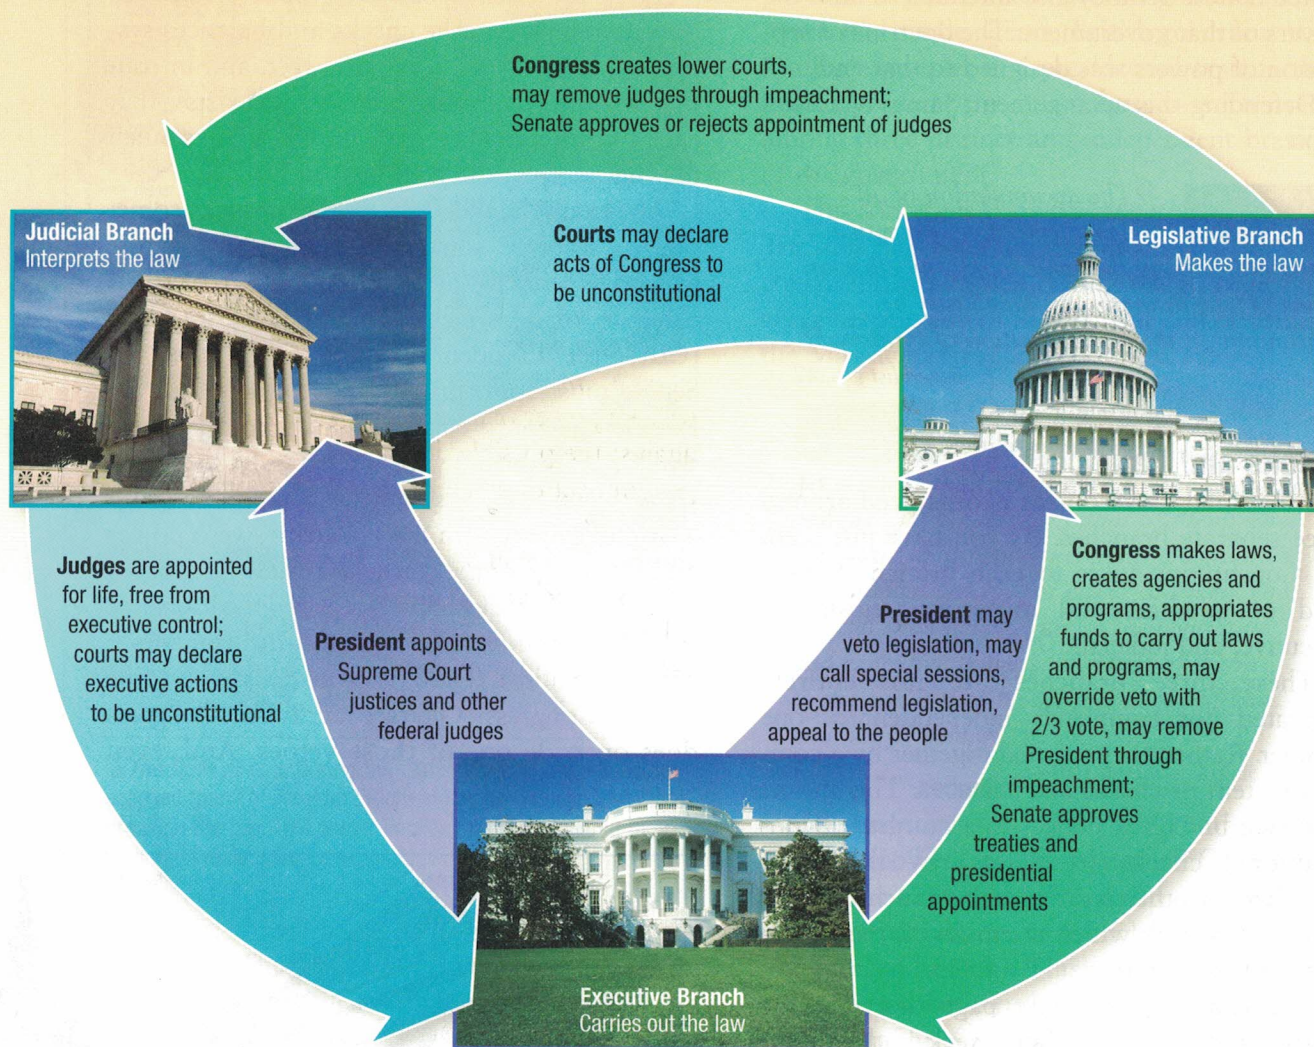 Congress creates lower courts,
may remove judges through impeachment;
Senate approves or rejects appointment of judges
Judicial Branch
Interprets the law
Courts may declare
acts of Congress to
be unconstitutional
Legislative Branch
Makes the law
Judges are appointed
for life, free from
executive control;
courts may declare
executive actions
to be unconstitutional
President appoints
Supreme Court
justices and other
federal judges
President may
veto legislation, may
call special sessions,
recommend legislation,
appeal to the people
Congress makes laws,
creates agencies and
programs, appropriates
funds to carry out laws
and programs, may
override veto with
2/3 vote, may remove
President through
impeachment;
Senate approves
treaties and
presidential
appointments
Executive Branch
Carries out the law